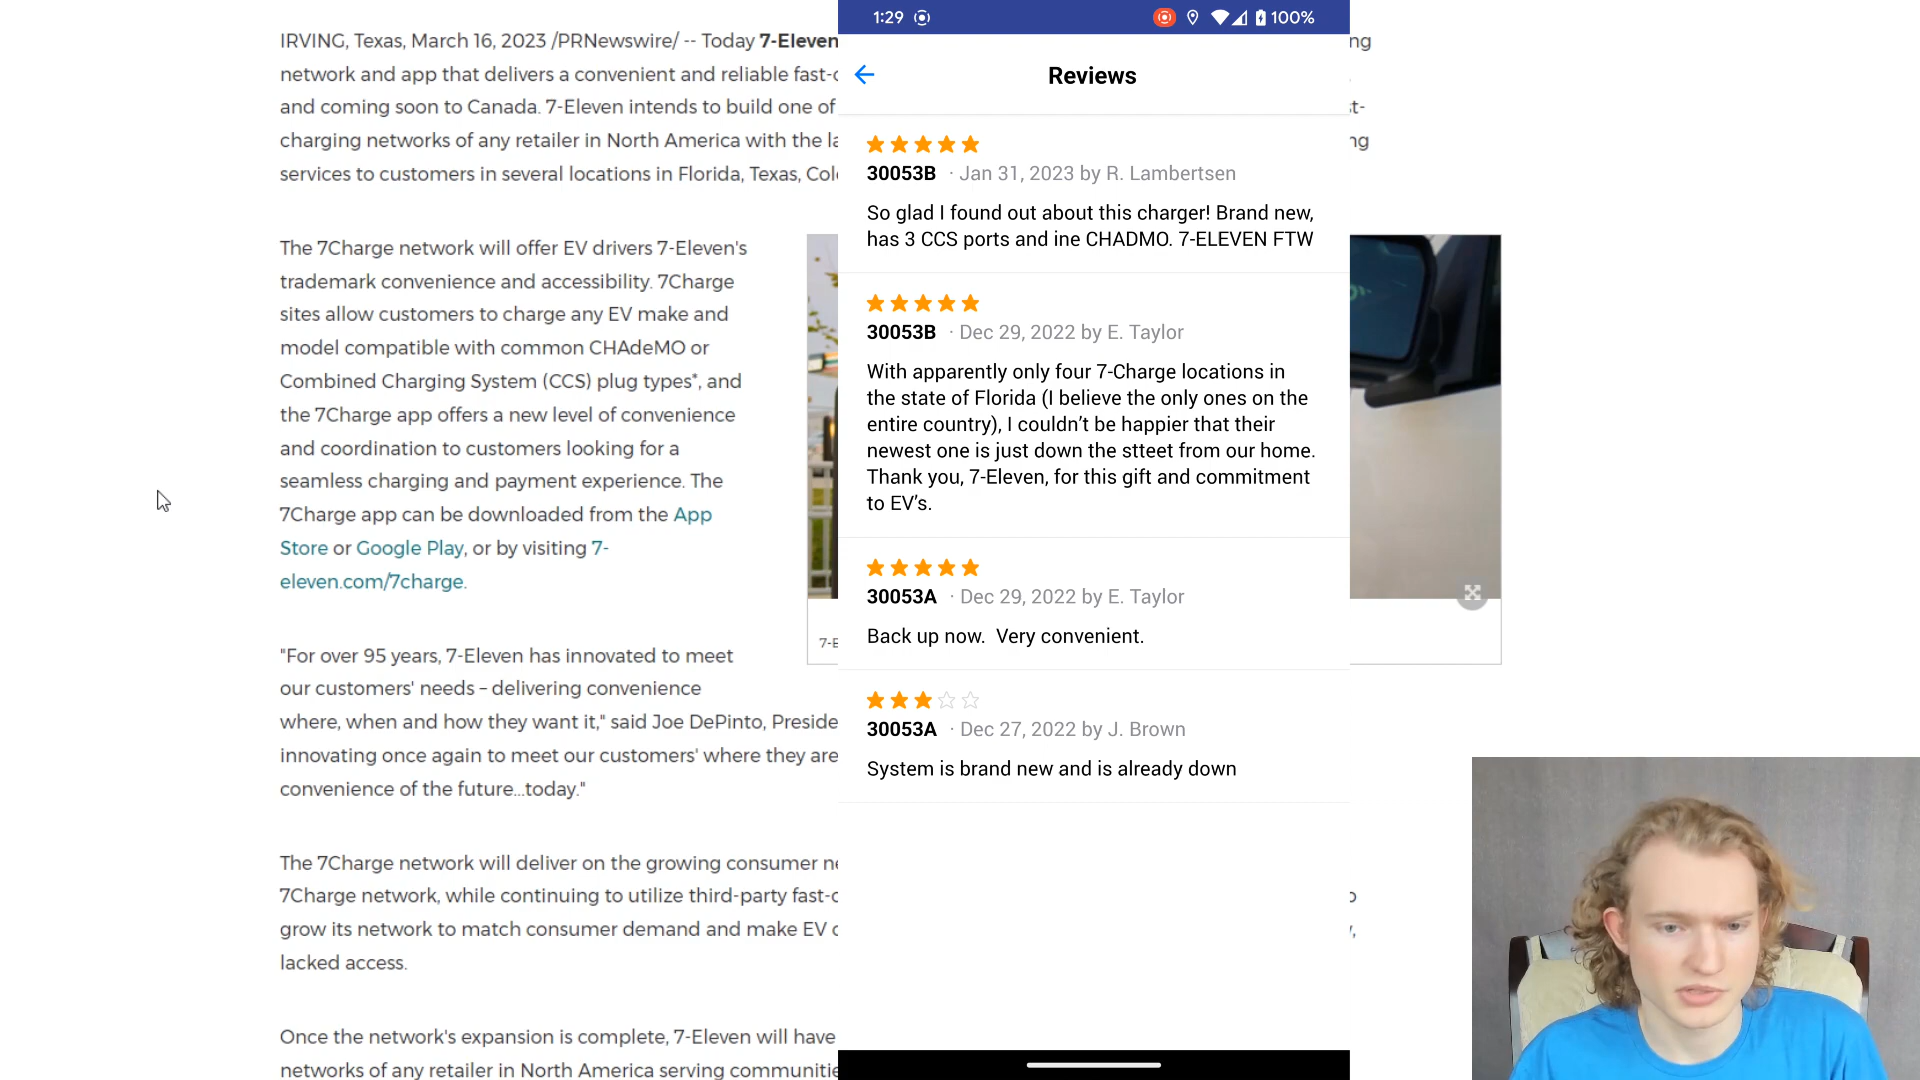 IRVING, Texas, March 16, 2023 /PRNewswire/ -- Today 7-Eleven
network and app that delivers a convenient and reliable fast-c
and coming soon to Canada. 7-Eleven intends to build one of
charging networks of any retailer in North America with the la
services to customers in several locations in Florida, Texas, Col
ng
st-
ng
The 7Charge network will offer EV drivers 7-Eleven's
trademark convenience and accessibility. 7Charge
sites allow customers to charge any EV make and
model compatible with common CHAdeMO or
Combined Charging System (CCS) plug types*, and
the 7Charge app offers a new level of convenience
and coordination to customers looking for a
seamless charging and payment experience. The
7Charge app can be downloaded from the App
Store or Google Play, or by visiting 7-
eleven.com/7charge.
7-E
"For over 95 years, 7-Eleven has innovated to meet
our customers' needs – delivering convenience
where, when and how they want it," said Joe DePinto, Preside
innovating once again to meet our customers' where they are
convenience of the future...today."
The 7Charge network will deliver on the growing consumer ne
7Charge network, while continuing to utilize third-party fast-c
grow its network to match consumer demand and make EV c
lacked access.
Once the network's expansion is complete, 7-Eleven will have
networks of any retailer in North America serving communitie
1:29
100%
Reviews
30053B · Jan 31, 2023 by R. Lambertsen
So glad I found out about this charger! Brand new,
has 3 CCS ports and ine CHADMO. 7-ELEVEN FTW
30053B · Dec 29, 2022 by E. Taylor
With apparently only four 7-Charge locations in
the state of Florida (I believe the only ones on the
entire country), I couldn't be happier that their
newest one is just down the stteet from our home.
Thank you, 7-Eleven, for this gift and commitment
to EV's.
30053A · Dec 29, 2022 by E. Taylor
Back up now. Very convenient.
30053A · Dec 27, 2022 by J. Brown
System is brand new and is already down